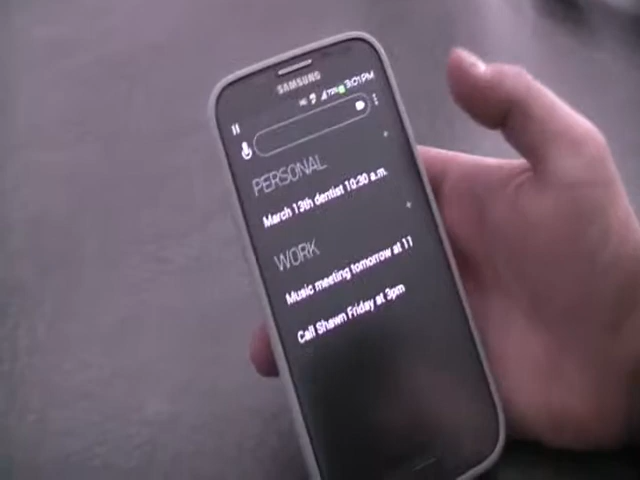 SAMSUNG
3:01 PM
PERSONAL
March 13th dentist 10:30 a.m.
WORK
Music meeting tomorrow at 11
Call Shawn Friday at 3pm